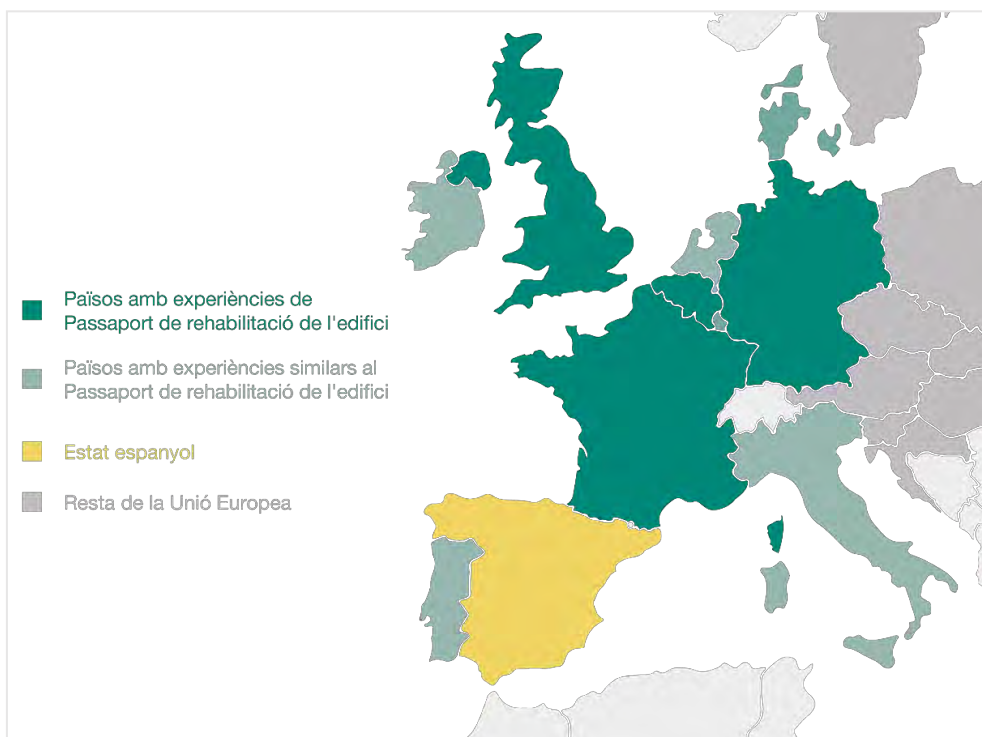 Països amb experiències de
Passaport de rehabilitació de l'edifici
Països amb experiències similars al
Passaport de rehabilitació de l'edifici
Estat espanyol
Resta de la Unió Europea